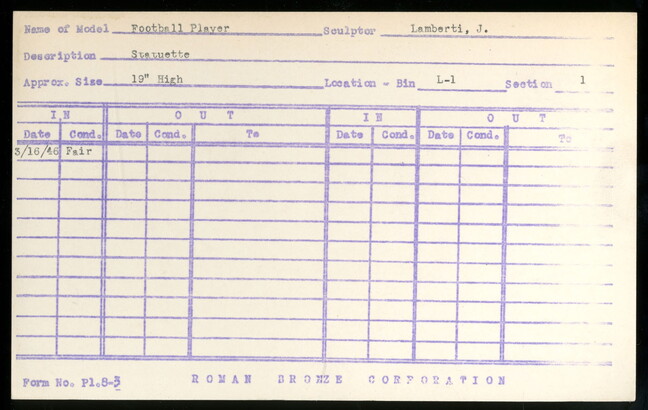 Name of Model Football Player Sculptor Lamberti, J.
Description Statuette
Approx. Size 19" High Location - Bin L-1 Section 1
IN OUT IN OUT
Date Cond. Date Cond. To Date Cond. Date Cond. To
3/16/46 Fair
Form No. Pl.8-3 ROMAN BRONZE CORPORATION